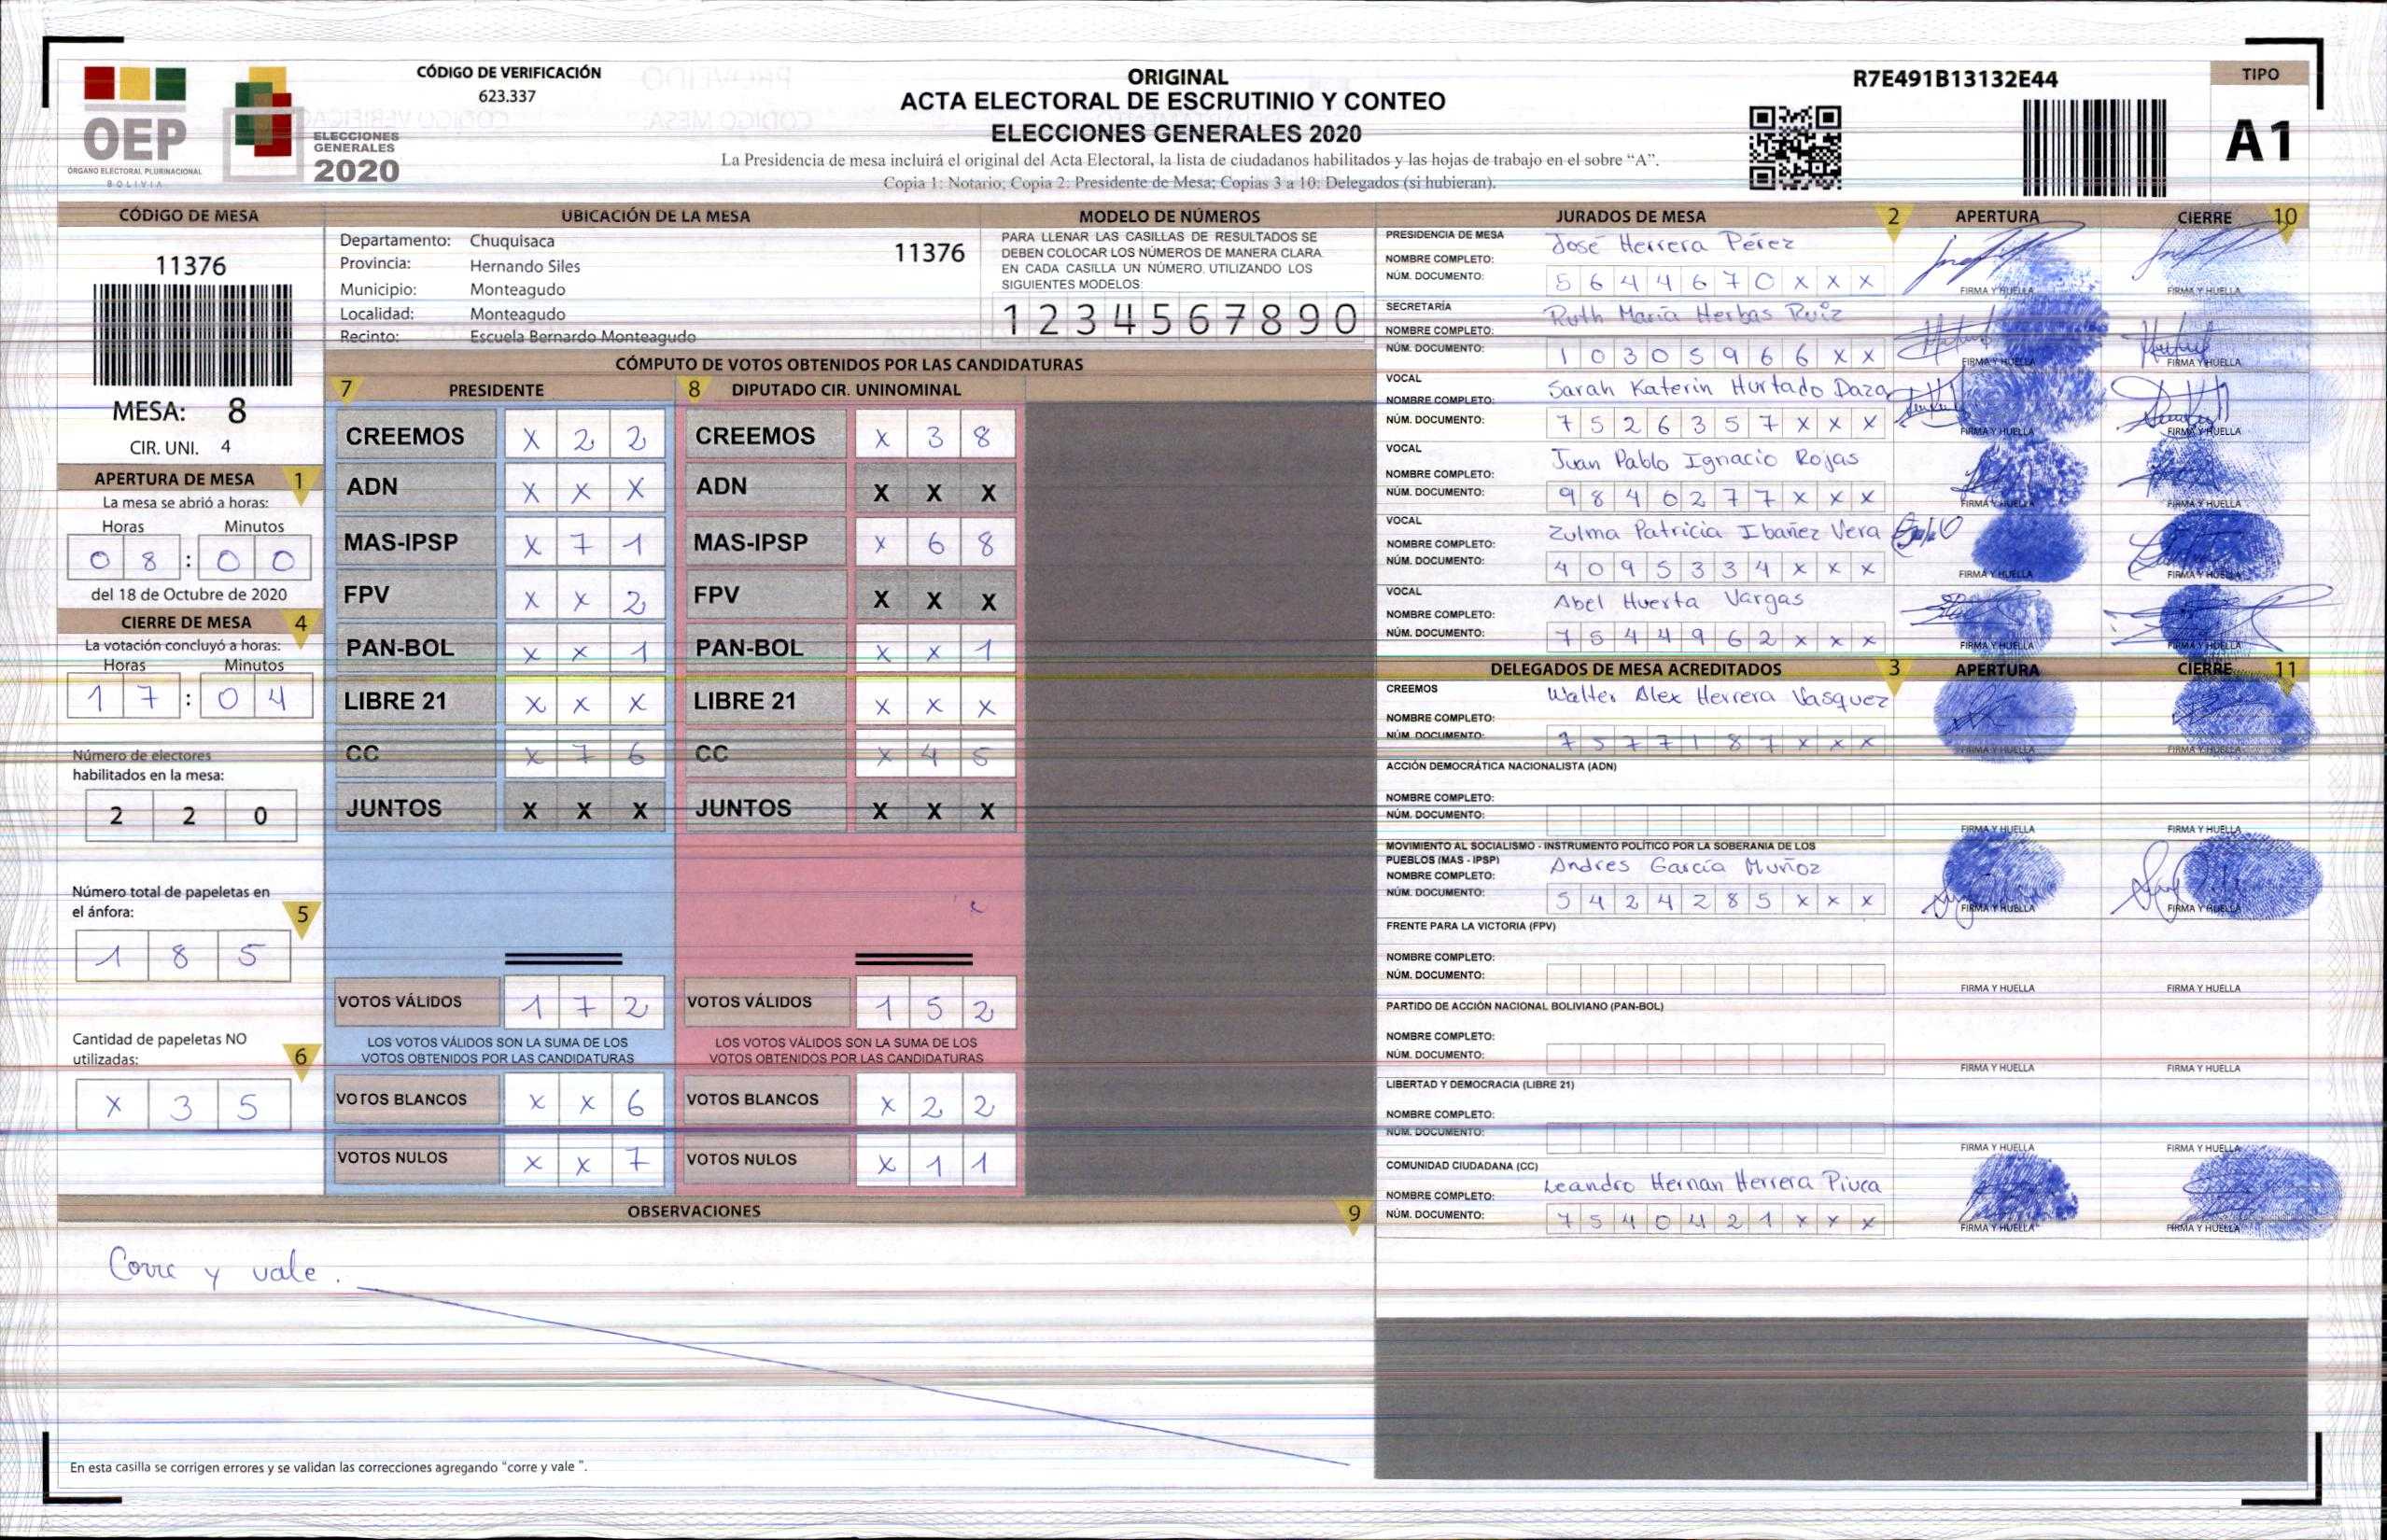 OEP
ÓRGANO ELECTORAL PLURINACIONAL
BOLIVIA
ELECCIONES
GENERALES
2020
CÓDIGO DE VERIFICACIÓN
623.337
ORIGINAL
ACTA ELECTORAL DE ESCRUTINIO Y CONTEO
ELECCIONES GENERALES 2020
La Presidencia de mesa incluirá el original del Acta Electoral, la lista de ciudadanos habilitados y las hojas de trabajo en el sobre “A”.
Copia 1: Notario; Copia 2: Presidente de Mesa; Copias 3 a 10: Delegados (si hubieran).
R7E491B13132E44
TIPO
A1
CÓDIGO DE MESA
11376
MESA: 8
CIR. UNI. 4
APERTURA DE MESA 1
La mesa se abrió a horas:
Horas Minutos
0 8 : 0 0
del 18 de Octubre de 2020
CIERRE DE MESA 4
La votación concluyó a horas:
Horas Minutos
1 7 : 0 4
Número de electores
habilitados en la mesa:
2 2 0
Número total de papeletas en
el ánfora: 5
1 8 5
Cantidad de papeletas NO
utilizadas: 6
X 3 5
UBICACIÓN DE LA MESA
Departamento: Chuquisaca 11376
Provincia: Hernando Siles
Municipio: Monteagudo
Localidad: Monteagudo
Recinto: Escuela Bernardo Monteagudo
MODELO DE NÚMEROS
PARA LLENAR LAS CASILLAS DE RESULTADOS SE
DEBEN COLOCAR LOS NÚMEROS DE MANERA CLARA
EN CADA CASILLA UN NÚMERO, UTILIZANDO LOS
SIGUIENTES MODELOS:
1 2 3 4 5 6 7 8 9 0
CÓMPUTO DE VOTOS OBTENIDOS POR LAS CANDIDATURAS
7 PRESIDENTE 8 DIPUTADO CIR. UNINOMINAL
CREEMOS X 2 2 CREEMOS X 3 8
ADN X X X ADN X X X
MAS-IPSP X 7 1 MAS-IPSP X 6 8
FPV X X 2 FPV X X X
PAN-BOL X X 1 PAN-BOL X X 1
LIBRE 21 X X X LIBRE 21 X X X
CC X 7 6 CC X 4 5
JUNTOS X X X JUNTOS X X X
VOTOS VÁLIDOS 1 7 2 VOTOS VÁLIDOS 1 5 2
LOS VOTOS VÁLIDOS SON LA SUMA DE LOS LOS VOTOS VÁLIDOS SON LA SUMA DE LOS
VOTOS OBTENIDOS POR LAS CANDIDATURAS VOTOS OBTENIDOS POR LAS CANDIDATURAS
VOTOS BLANCOS X X 6 VOTOS BLANCOS X 2 2
VOTOS NULOS X X 7 VOTOS NULOS X 1 1
OBSERVACIONES 9
Corre y vale.
En esta casilla se corrigen errores y se validan las correcciones agregando “corre y vale ”.
JURADOS DE MESA 2 APERTURA CIERRE 10
PRESIDENCIA DE MESA José Herrera Pérez
NOMBRE COMPLETO:
NÚM. DOCUMENTO: 5 6 4 4 6 7 0 X X X FIRMA Y HUELLA FIRMA Y HUELLA
SECRETARÍA Ruth María Herbas Ruiz
NOMBRE COMPLETO:
NÚM. DOCUMENTO: 1 0 3 0 5 9 6 6 X X FIRMA Y HUELLA FIRMA Y HUELLA
VOCAL Sarah Katerin Hurtado Daza
NOMBRE COMPLETO:
NÚM. DOCUMENTO: 7 5 2 6 3 5 7 X X X FIRMA Y HUELLA FIRMA Y HUELLA
VOCAL Juan Pablo Ignacio Rojas
NOMBRE COMPLETO:
NÚM. DOCUMENTO: 9 8 4 0 2 7 7 X X X FIRMA Y HUELLA FIRMA Y HUELLA
VOCAL Zulma Patricia Ibañez Vera
NOMBRE COMPLETO:
NÚM. DOCUMENTO: 4 0 9 5 3 3 4 X X X FIRMA Y HUELLA FIRMA Y HUELLA
VOCAL Abel Huerta Vargas
NOMBRE COMPLETO:
NÚM. DOCUMENTO: 7 5 4 4 9 6 2 X X X FIRMA Y HUELLA FIRMA Y HUELLA
DELEGADOS DE MESA ACREDITADOS 3 APERTURA CIERRE 11
CREEMOS Walter Alex Herrera Vasquez
NOMBRE COMPLETO:
NÚM. DOCUMENTO: 7 5 7 7 1 8 7 X X X FIRMA Y HUELLA FIRMA Y HUELLA
ACCIÓN DEMOCRÁTICA NACIONALISTA (ADN)
NOMBRE COMPLETO:
NÚM. DOCUMENTO: FIRMA Y HUELLA FIRMA Y HUELLA
MOVIMIENTO AL SOCIALISMO - INSTRUMENTO POLÍTICO POR LA SOBERANIA DE LOS
PUEBLOS (MAS - IPSP) Andres García Muñoz
NOMBRE COMPLETO:
NÚM. DOCUMENTO: 5 4 2 4 2 8 5 X X X FIRMA Y HUELLA FIRMA Y HUELLA
FRENTE PARA LA VICTORIA (FPV)
NOMBRE COMPLETO:
NÚM. DOCUMENTO: FIRMA Y HUELLA FIRMA Y HUELLA
PARTIDO DE ACCIÓN NACIONAL BOLIVIANO (PAN-BOL)
NOMBRE COMPLETO:
NÚM. DOCUMENTO: FIRMA Y HUELLA FIRMA Y HUELLA
LIBERTAD Y DEMOCRACIA (LIBRE 21)
NOMBRE COMPLETO:
NÚM. DOCUMENTO: FIRMA Y HUELLA FIRMA Y HUELLA
COMUNIDAD CIUDADANA (CC)
NOMBRE COMPLETO: Leandro Hernan Herrera Piuca
NÚM. DOCUMENTO: 7 5 4 0 4 2 1 X X X FIRMA Y HUELLA FIRMA Y HUELLA